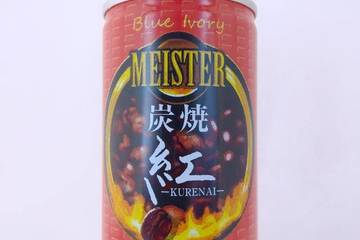 Blue Ivory
MEISTER
炭焼
紅
-KURENAI-